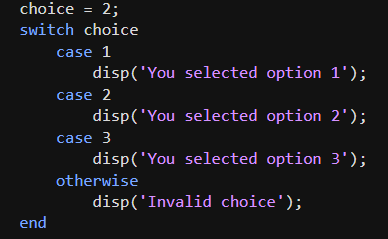 choice = 2;
switch choice
    case 1
        disp('You selected option 1');
    case 2
        disp('You selected option 2');
    case 3
        disp('You selected option 3');
    otherwise
        disp('Invalid choice');
end